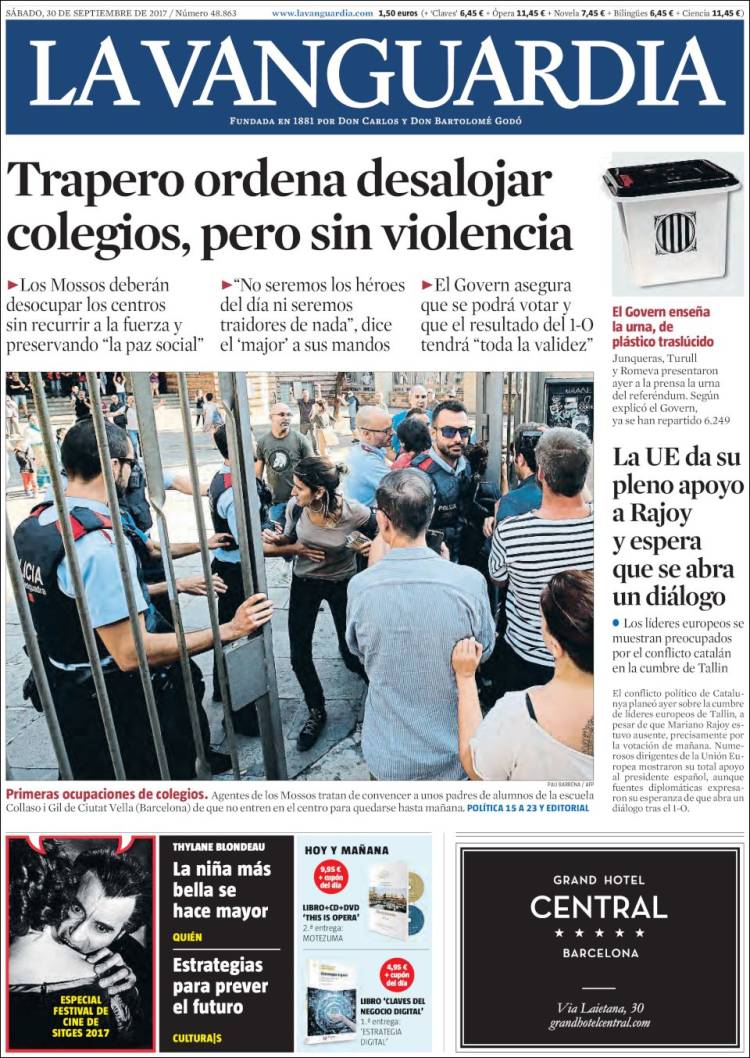 SÁBADO, 30 DE SEPTIEMBRE DE 2017 / Número 48.863
www.lavanguardia.com 1,50 euros (+ ‘Claves’ 6,45 € + Ópera 11,45 € + Novela 7,45 € + Bilingües 6,45 € + Ciencia 11,45 €)
LA VANGUARDIA
FUNDADA EN 1881 POR DON CARLOS Y DON BARTOLOMÉ GODÓ
Trapero ordena desalojar
colegios, pero sin violencia
►Los Mossos deberán
desocupar los centros
sin recurrir a la fuerza y
preservando “la paz social”
►“No seremos los héroes
del día ni seremos
traidores de nada”, dice
el ‘major’ a sus mandos
►El Govern asegura
que se podrá votar y
que el resultado del 1-O
tendrá “toda la validez”
El Govern enseña
la urna, de
plástico traslúcido
Junqueras, Turull
y Romeva presentaron
ayer a la prensa la urna
del referéndum. Según
explicó el Govern,
ya se han repartido 6.249
La UE da su
pleno apoyo
a Rajoy
y espera
que se abra
un diálogo
● Los líderes europeos se
muestran preocupados
por el conflicto catalán
en la cumbre de Tallin
El conflicto político de Catalu-
nya planeó ayer sobre la cumbre
de líderes europeos de Tallin, a
pesar de que Mariano Rajoy es-
tuvo ausente, precisamente por
la votación de mañana. Nume-
rosos dirigentes de la Unión Eu-
ropea mostraron su total apoyo
al presidente español, aunque
fuentes diplomáticas expresa-
ron su esperanza de que abra un
diálogo tras el 1-O.
POLICIA
PAU BARRENA / AFP
Primeras ocupaciones de colegios. Agentes de los Mossos tratan de convencer a unos padres de alumnos de la escuela
Collaso i Gil de Ciutat Vella (Barcelona) de que no entren en el centro para quedarse hasta mañana. POLÍTICA 15 A 23 Y EDITORIAL
ESPECIAL
FESTIVAL DE
CINE DE
SITGES 2017
THYLANE BLONDEAU
La niña más
bella se
hace mayor
QUIÉN
Estrategias
para prever
el futuro
CULTURA|S
HOY Y MAÑANA
9,95 €
+ cupón
del día
LIBRO+CD+DVD
‘THIS IS OPERA’
2.ª entrega:
MOTEZUMA
4,95 €
+ cupón
del día
LIBRO ‘CLAVES DEL
NEGOCIO DIGITAL’
1.ª entrega:
‘ESTRATEGIA
DIGITAL’
GRAND HOTEL
CENTRAL
★ ★ ★ ★ ★
BARCELONA
Via Laietana, 30
grandhotelcentral.com